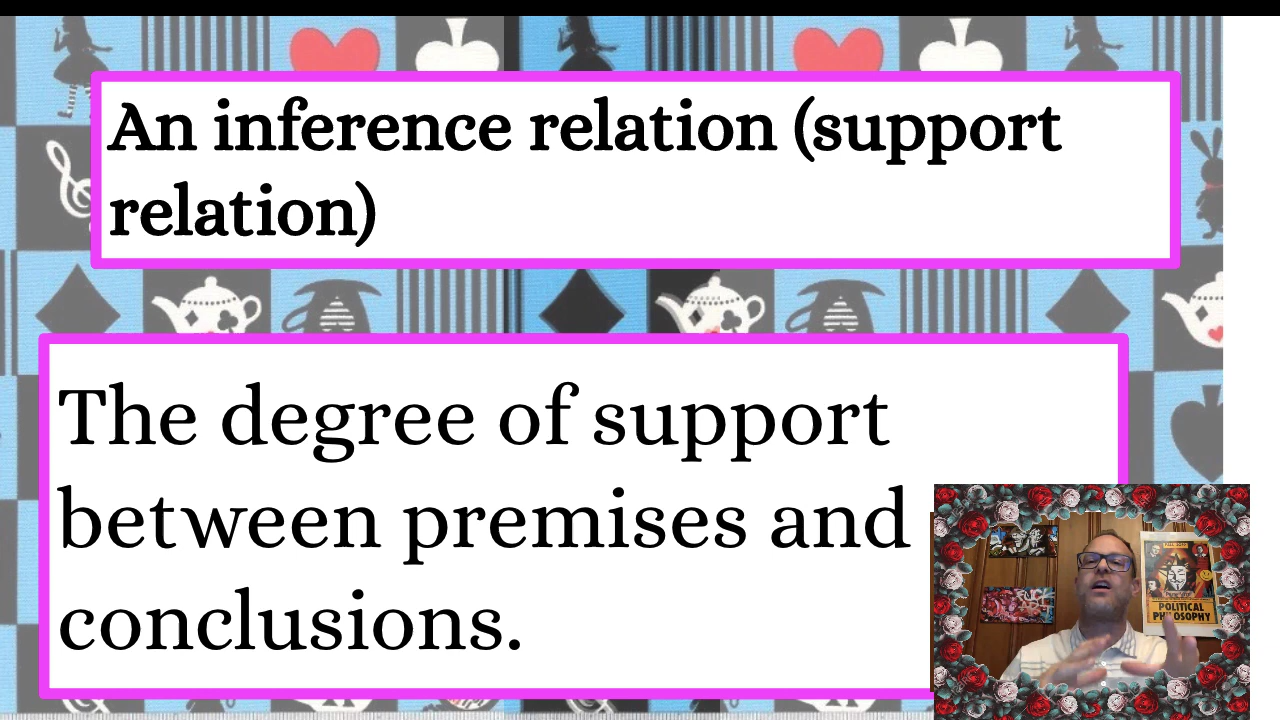 An inference relation (support
relation)
The degree of support
between premises and
conclusions.
POLITICAL
PHILOSOPHY